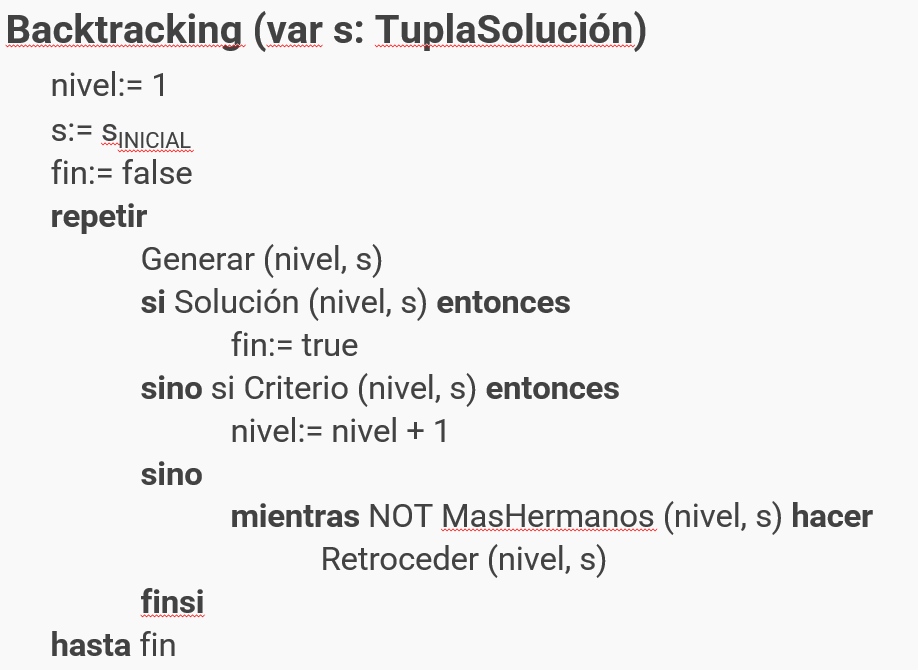 Backtracking (var s: TuplaSolución)
nivel:= 1
s:= sINICIAL
fin:= false
repetir
Generar (nivel, s)
si Solución (nivel, s) entonces
fin:= true
sino si Criterio (nivel, s) entonces
nivel:= nivel + 1
sino
mientras NOT MasHermanos (nivel, s) hacer
Retroceder (nivel, s)
finsi
hasta fin